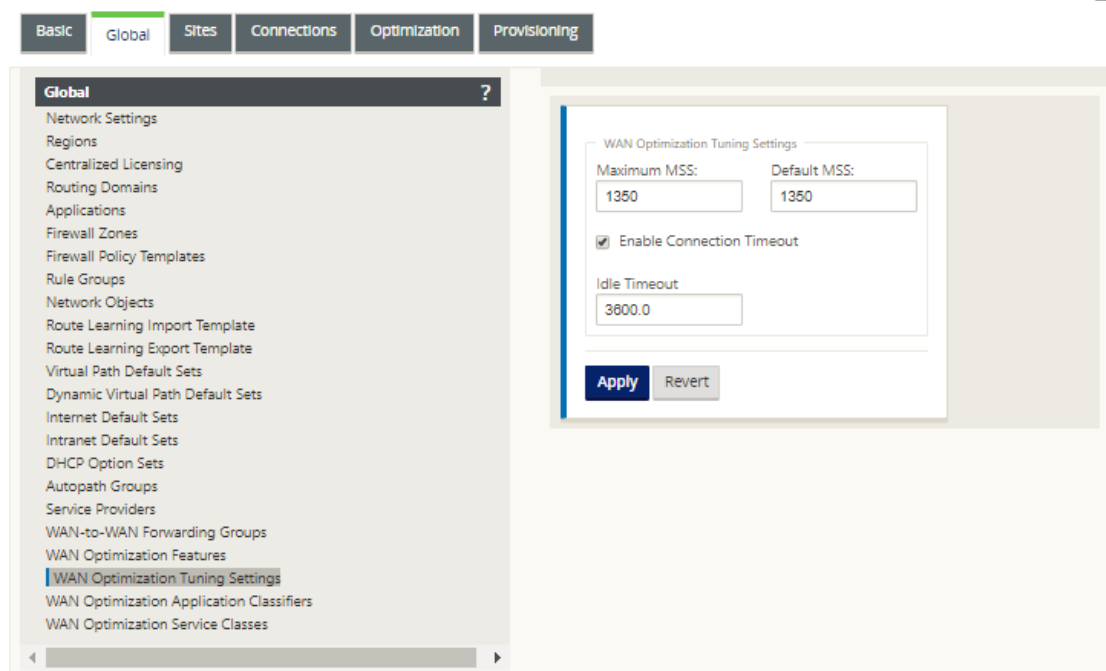 Basic Global Sites Connections Optimization Provisioning
Global ?
Network Settings
Regions
Centralized Licensing
Routing Domains
Applications
Firewall Zones
Firewall Policy Templates
Rule Groups
Network Objects
Route Learning Import Template
Route Learning Export Template
Virtual Path Default Sets
Dynamic Virtual Path Default Sets
Internet Default Sets
Intranet Default Sets
DHCP Option Sets
Autopath Groups
Service Providers
WAN-to-WAN Forwarding Groups
WAN Optimization Features
WAN Optimization Tuning Settings
WAN Optimization Application Classifiers
WAN Optimization Service Classes
WAN Optimization Tuning Settings
Maximum MSS: Default MSS:
1350 1350
Enable Connection Timeout
Idle Timeout
3600.0
Apply Revert